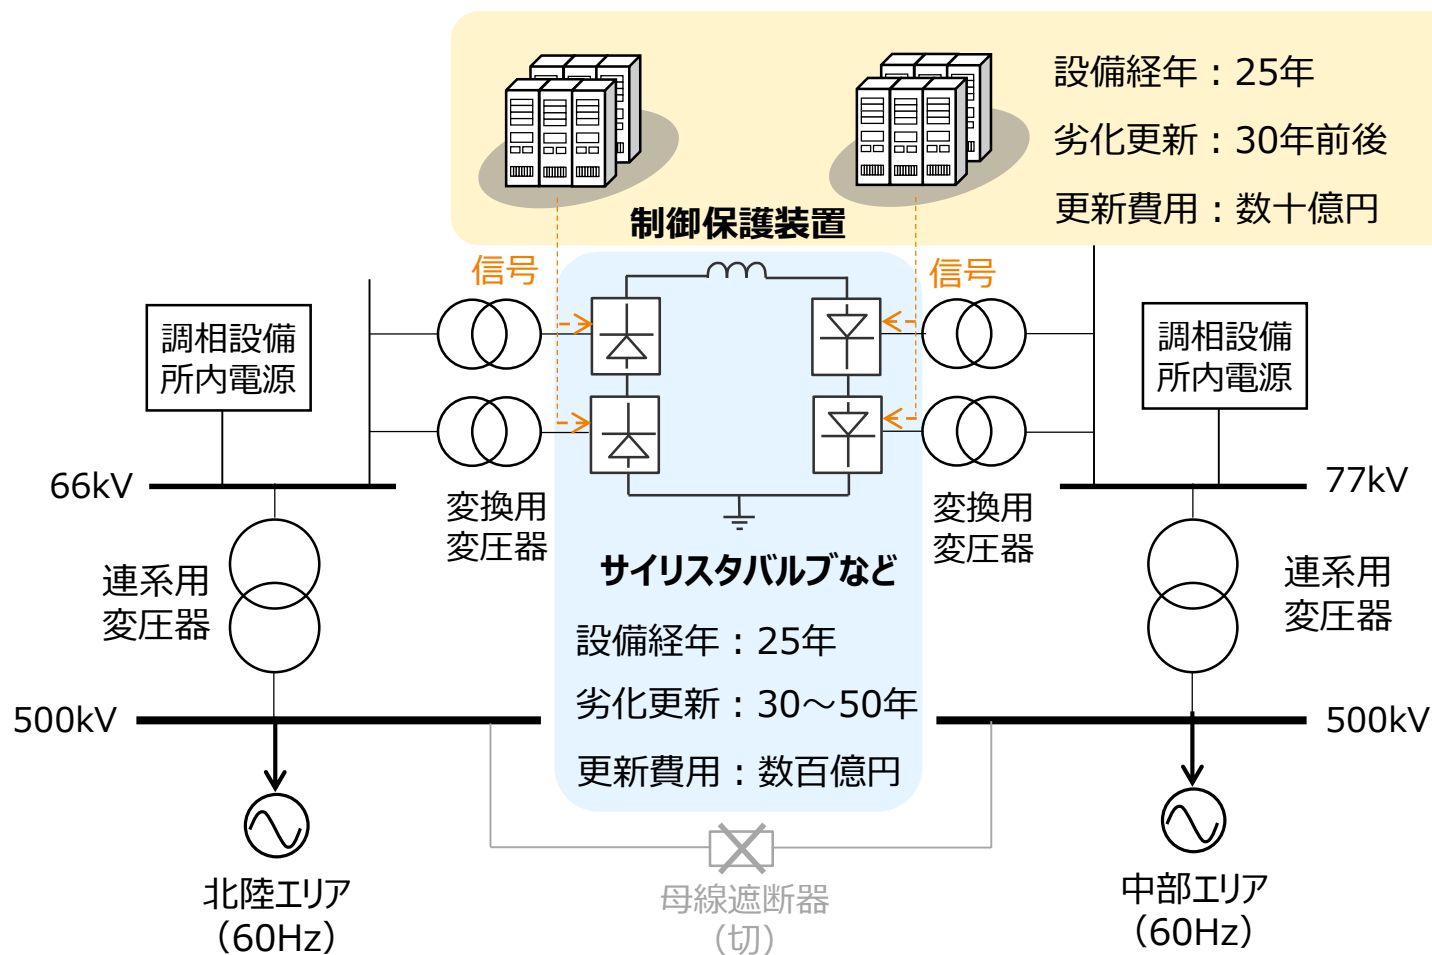 設備経年：25年
劣化更新：30年前後
更新費用：数十億円
制御保護装置
信号
信号
調相設備
所内電源
調相設備
所内電源
66kV
77kV
変換用
変圧器
変換用
変圧器
連系用
変圧器
連系用
変圧器
サイリスタバルブなど
設備経年：25年
劣化更新：30～50年
更新費用：数百億円
500kV
500kV
北陸エリア
（60Hz）
母線遮断器
（切）
中部エリア
（60Hz）